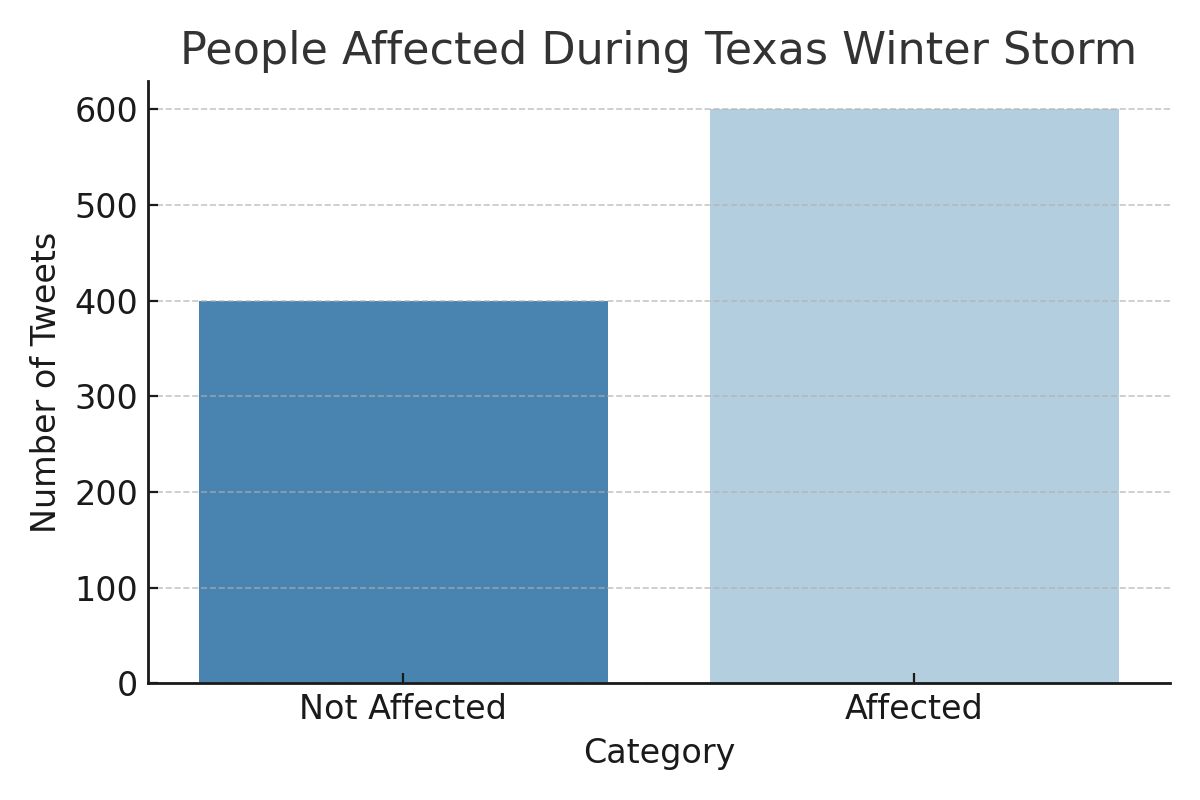 People Affected During Texas Winter Storm
Number of Tweets
600
500
400
300
200
100
0
Not Affected
Affected
Category